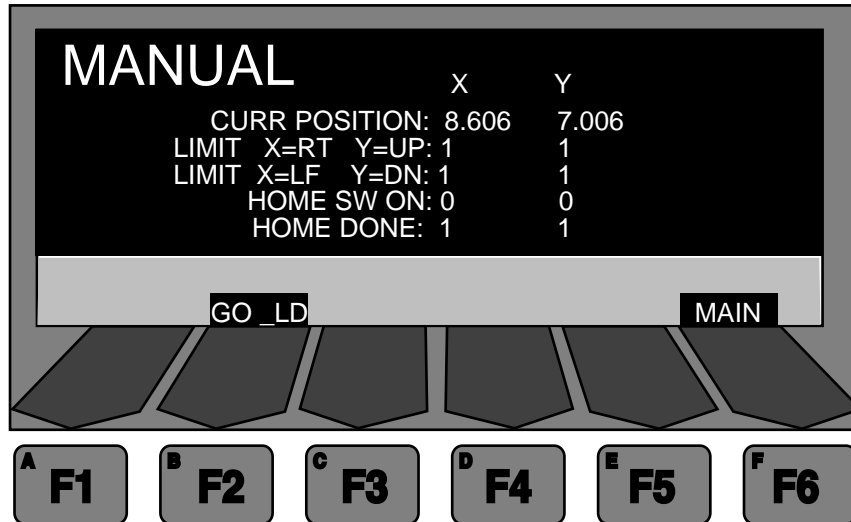 MANUAL X Y
CURR POSITION: 8.606 7.006
LIMIT X=RT Y=UP: 1 1
LIMIT X=LF Y=DN: 1 1
HOME SW ON: 0 0
HOME DONE: 1 1
GO _LD MAIN
A F1 B F2 C F3 D F4 E F5 F F6